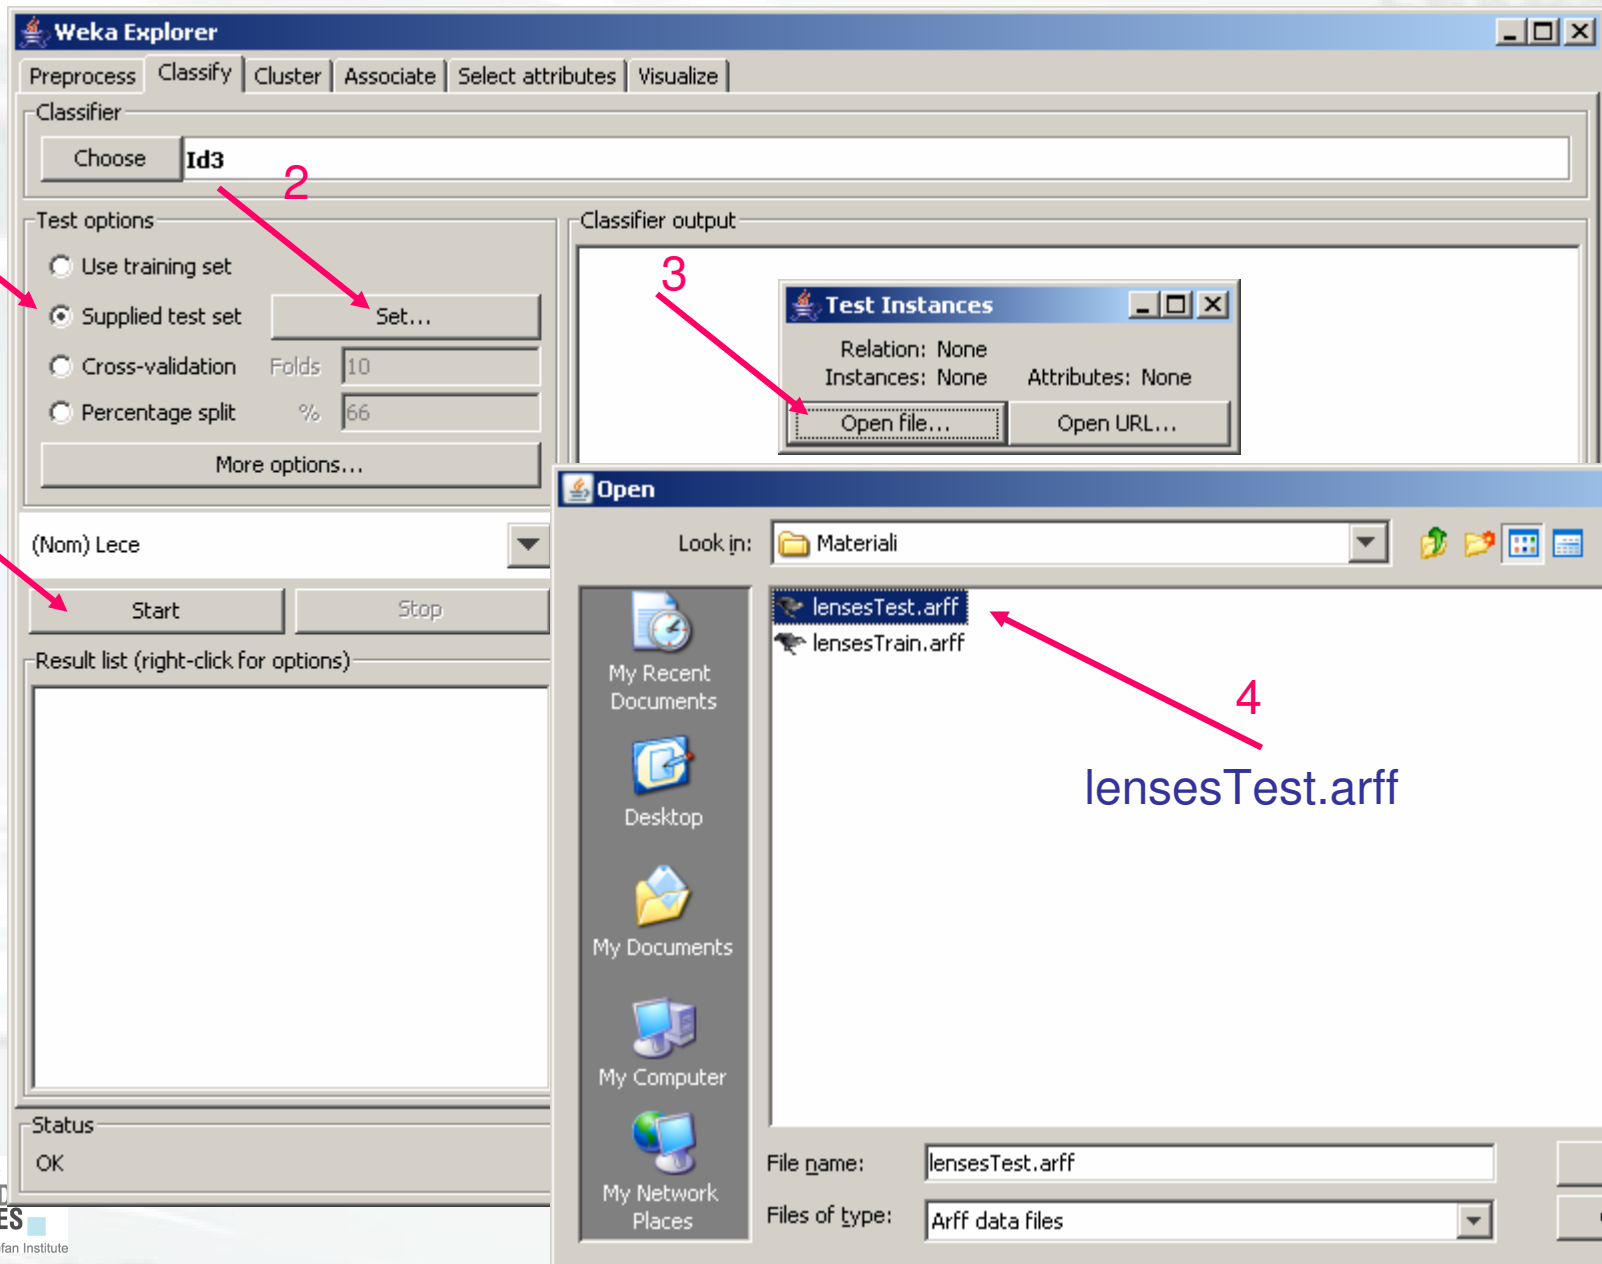 Weka Explorer
Preprocess Classify Cluster Associate Select attributes Visualize
Classifier
Choose Id3
2
Test options
Use training set
Supplied test set Set...
Cross-validation Folds 10
Percentage split % 66
More options...
(Nom) Lece
Start Stop
Result list (right-click for options)
Status
OK
Classifier output
3
Test Instances
Relation: None
Instances: None Attributes: None
Open file... Open URL...
Open
Look in: Materiali
lensesTest.arff
lensesTrain.arff
4
lensesTest.arff
My Recent
Documents
Desktop
My Documents
My Computer
My Network
Places
File name: lensesTest.arff
Files of type: Arff data files
ES
fan Institute